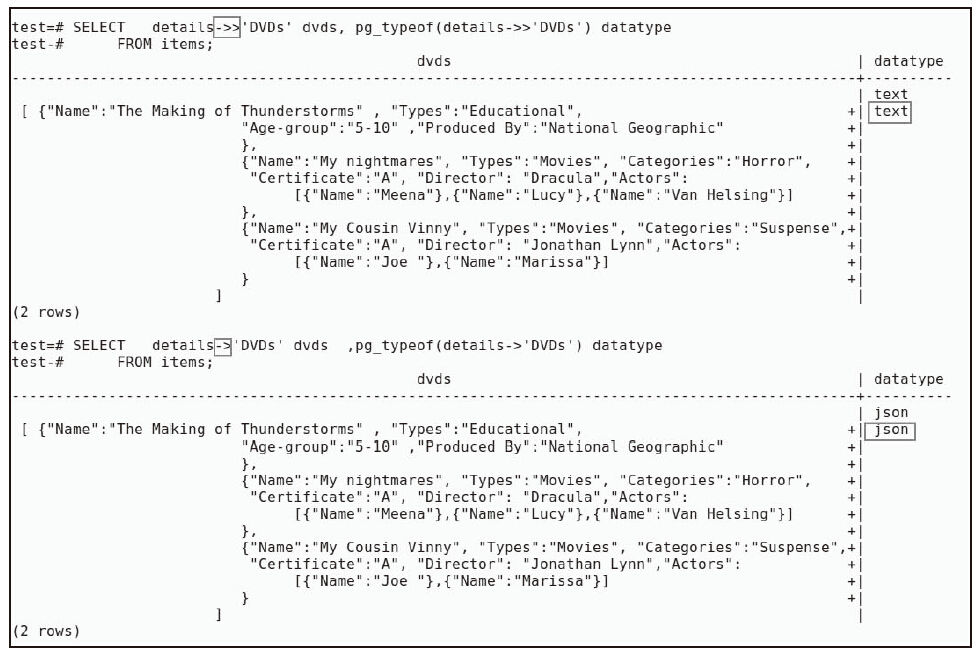 test=# SELECT   details->>'DVDs' dvds, pg_typeof(details->>'DVDs') datatype
test-#      FROM items;
                                              dvds                                              | datatype
------------------------------------------------------------------------------------------------+----------
                                                                                                | text
 [ {"Name":"The Making of Thunderstorms" , "Types":"Educational",                              +| text
                          "Age-group":"5-10" ,"Produced By":"National Geographic"              +|
                          },                                                                   +|
                          {"Name":"My nightmares", "Types":"Movies", "Categories":"Horror",    +|
                           "Certificate":"A", "Director": "Dracula","Actors":                  +|
                                [{"Name":"Meena"},{"Name":"Lucy"},{"Name":"Van Helsing"}]      +|
                          },                                                                   +|
                          {"Name":"My Cousin Vinny", "Types":"Movies", "Categories":"Suspense",+|
                           "Certificate":"A", "Director": "Jonathan Lynn","Actors":            +|
                                [{"Name":"Joe "},{"Name":"Marissa"}]                           +|
                          }                                                                    +|
                       ]                                                                        |
(2 rows)
test=# SELECT   details->'DVDs' dvds  ,pg_typeof(details->'DVDs') datatype
test-#      FROM items;
                                              dvds                                              | datatype
------------------------------------------------------------------------------------------------+----------
                                                                                                | json
 [ {"Name":"The Making of Thunderstorms" , "Types":"Educational",                              +| json
                          "Age-group":"5-10" ,"Produced By":"National Geographic"              +|
                          },                                                                   +|
                          {"Name":"My nightmares", "Types":"Movies", "Categories":"Horror",    +|
                           "Certificate":"A", "Director": "Dracula","Actors":                  +|
                                [{"Name":"Meena"},{"Name":"Lucy"},{"Name":"Van Helsing"}]      +|
                          },                                                                   +|
                          {"Name":"My Cousin Vinny", "Types":"Movies", "Categories":"Suspense",+|
                           "Certificate":"A", "Director": "Jonathan Lynn","Actors":            +|
                                [{"Name":"Joe "},{"Name":"Marissa"}]                           +|
                          }                                                                    +|
                       ]                                                                        |
(2 rows)